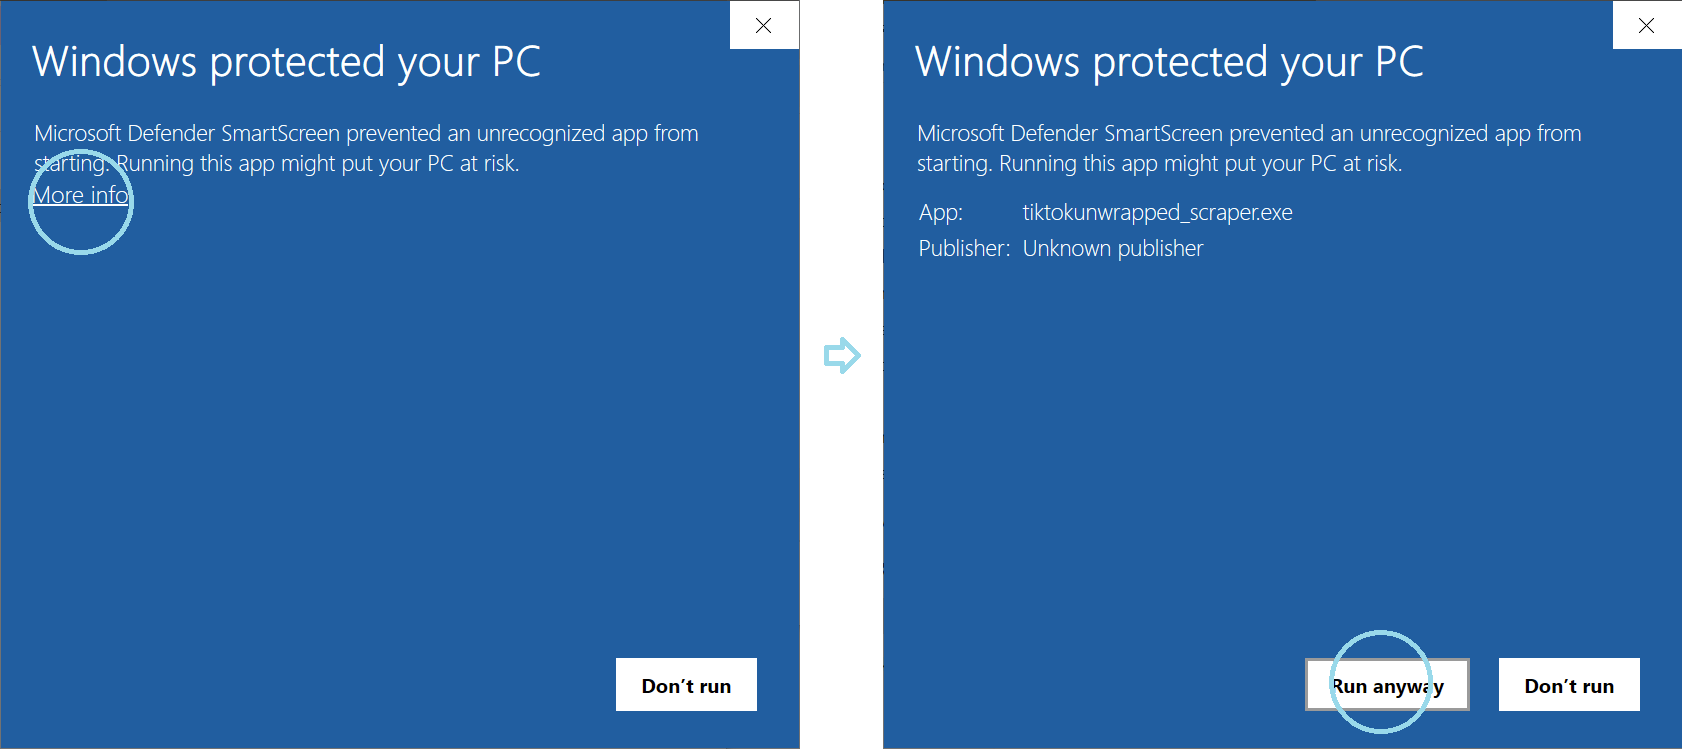 Windows protected your PC
Microsoft Defender SmartScreen prevented an unrecognized app from
starting. Running this app might put your PC at risk.
More info
Don't run
Windows protected your PC
Microsoft Defender SmartScreen prevented an unrecognized app from
starting. Running this app might put your PC at risk.
App: tiktokunwrapped_scraper.exe
Publisher: Unknown publisher
Run anyway Don't run